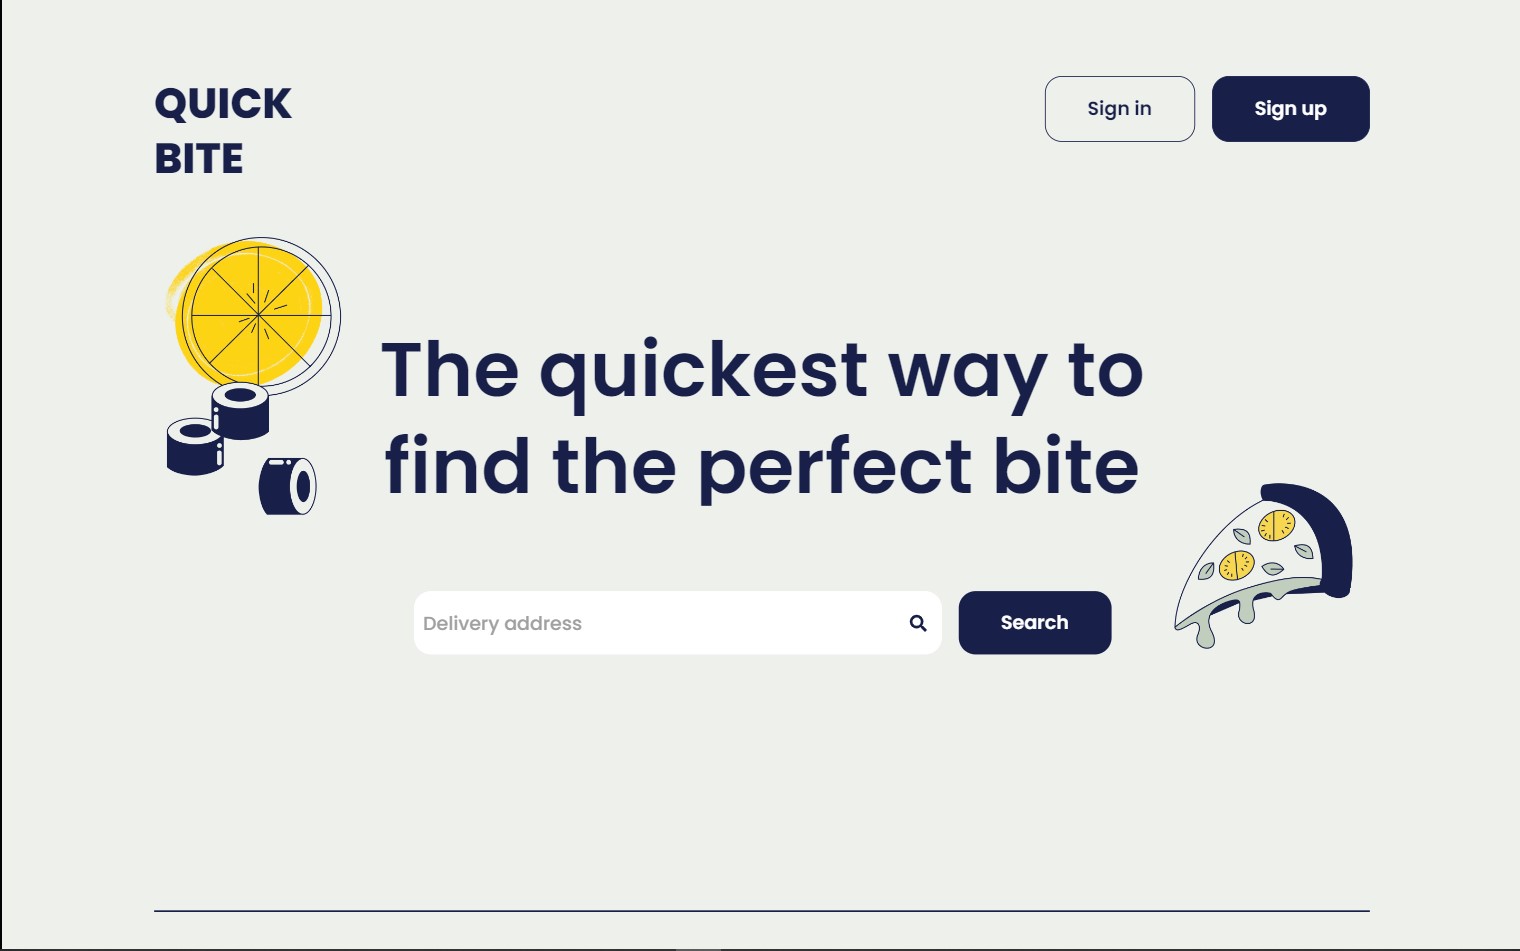 QUICK
BITE
Sign in
Sign up
The quickest way to
find the perfect bite
Delivery address
Search